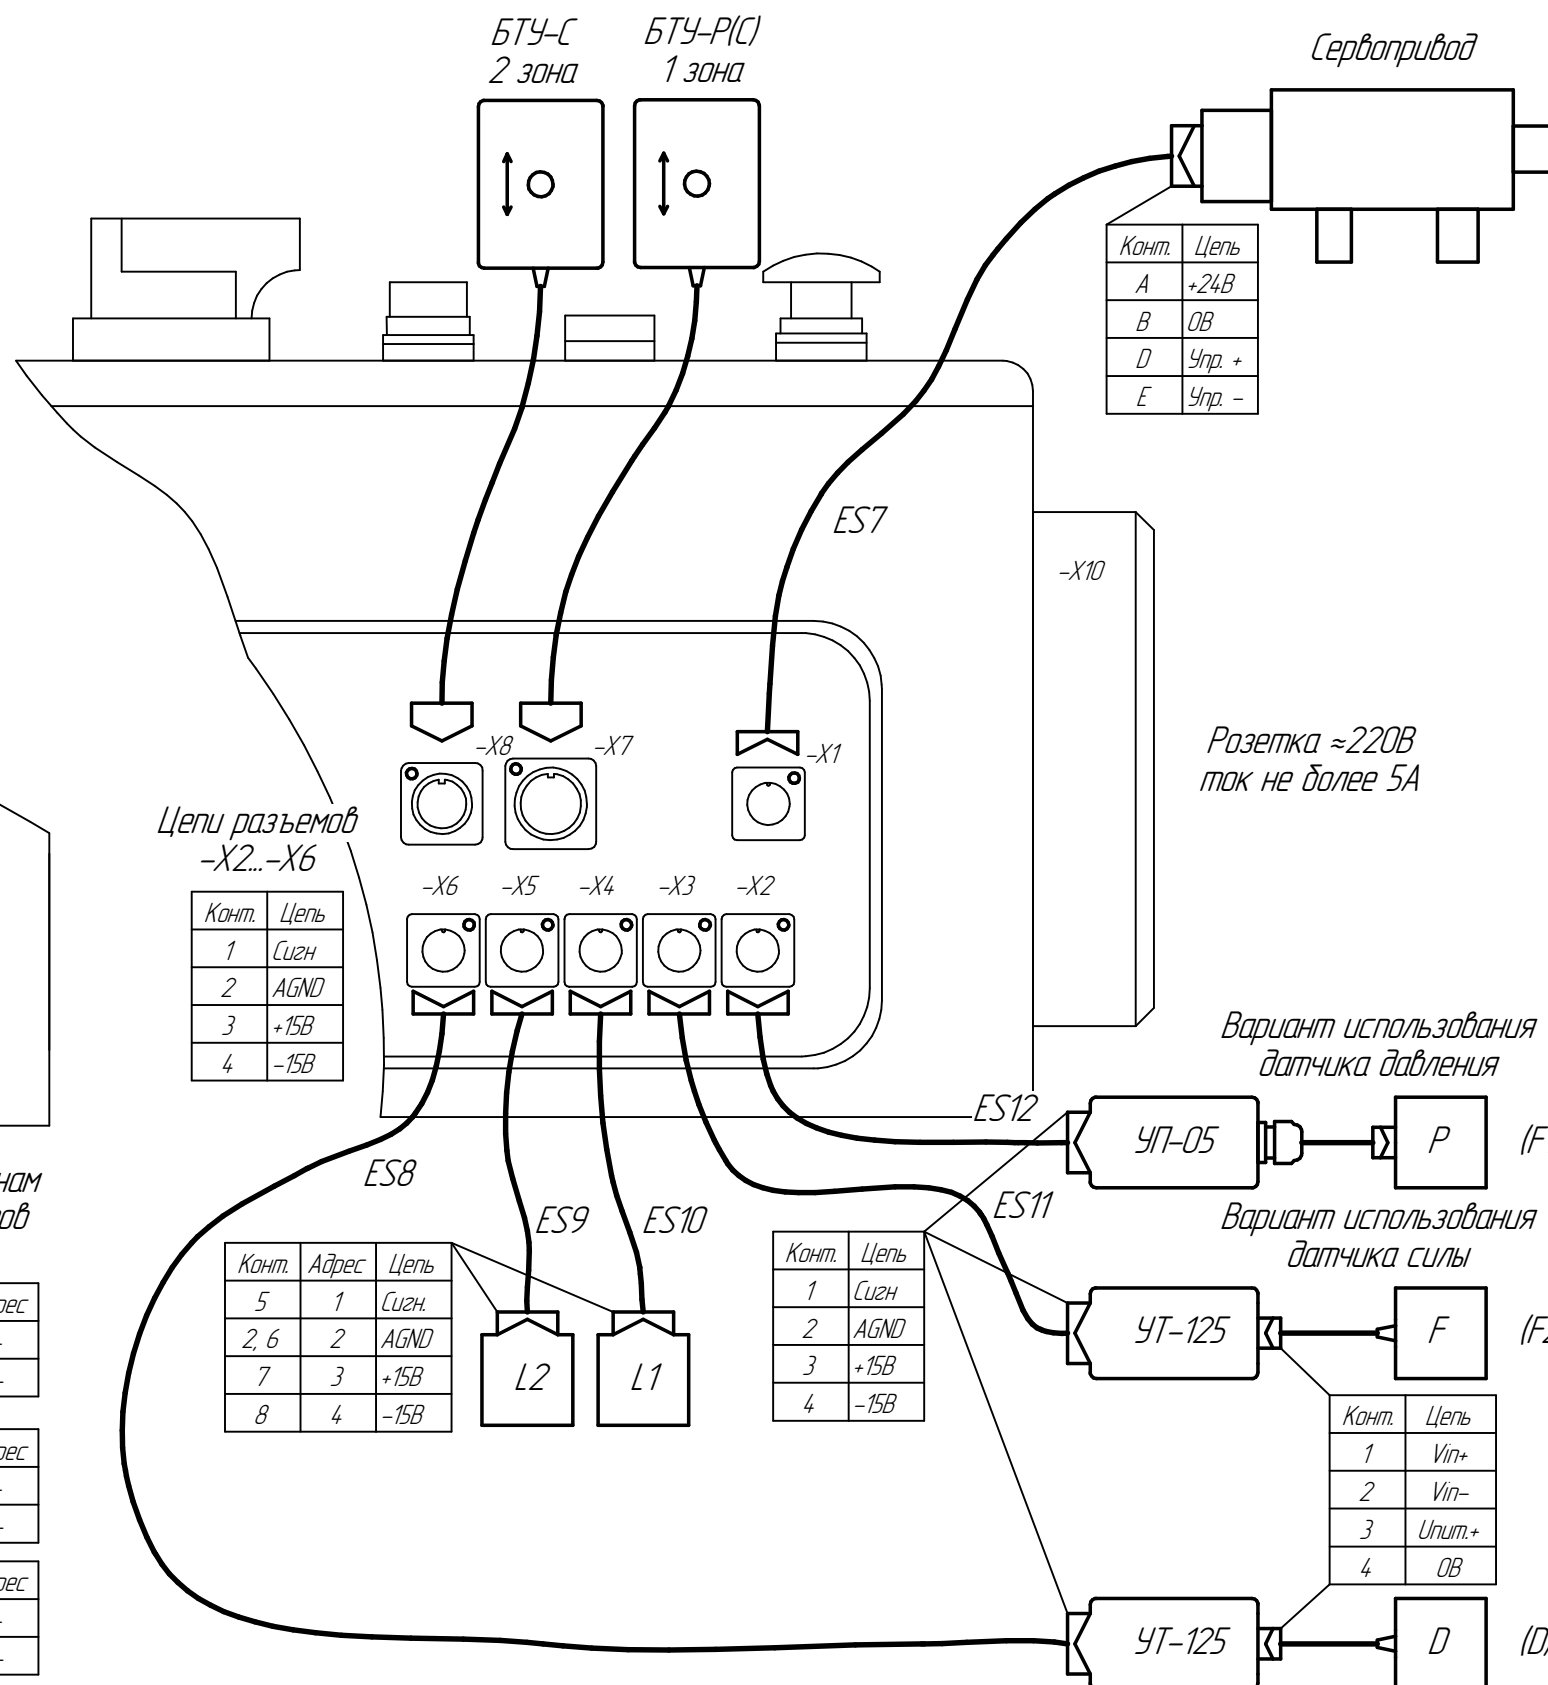 БТУ-С
2 зона
БТУ-Р(С)
1 зона
Сервопривод
Конт. Цепь
A +24В
B 0В
D Упр. +
E Упр. -
ES7
-X10
-X8
-X7
-X1
Розетка ≈220В
ток не более 5А
Цепи разъемов
-X2...-X6
Конт. Цепь
1 Сигн
2 AGND
3 +15В
4 -15В
-X6
-X5
-X4
-X3
-X2
Вариант использования
датчика давления
ES12
УП-05
P
ES8
ES9
ES10
ES11
Вариант использования
датчика силы
Конт. Адрес Цепь
5 1 Сигн.
2, 6 2 AGND
7 3 +15В
8 4 -15В
L2
L1
Конт. Цепь
1 Сигн
2 AGND
3 +15В
4 -15В
УТ-125
F
Конт. Цепь
1 Vin+
2 Vin-
3 Uпит.+
4 0В
УТ-125
D